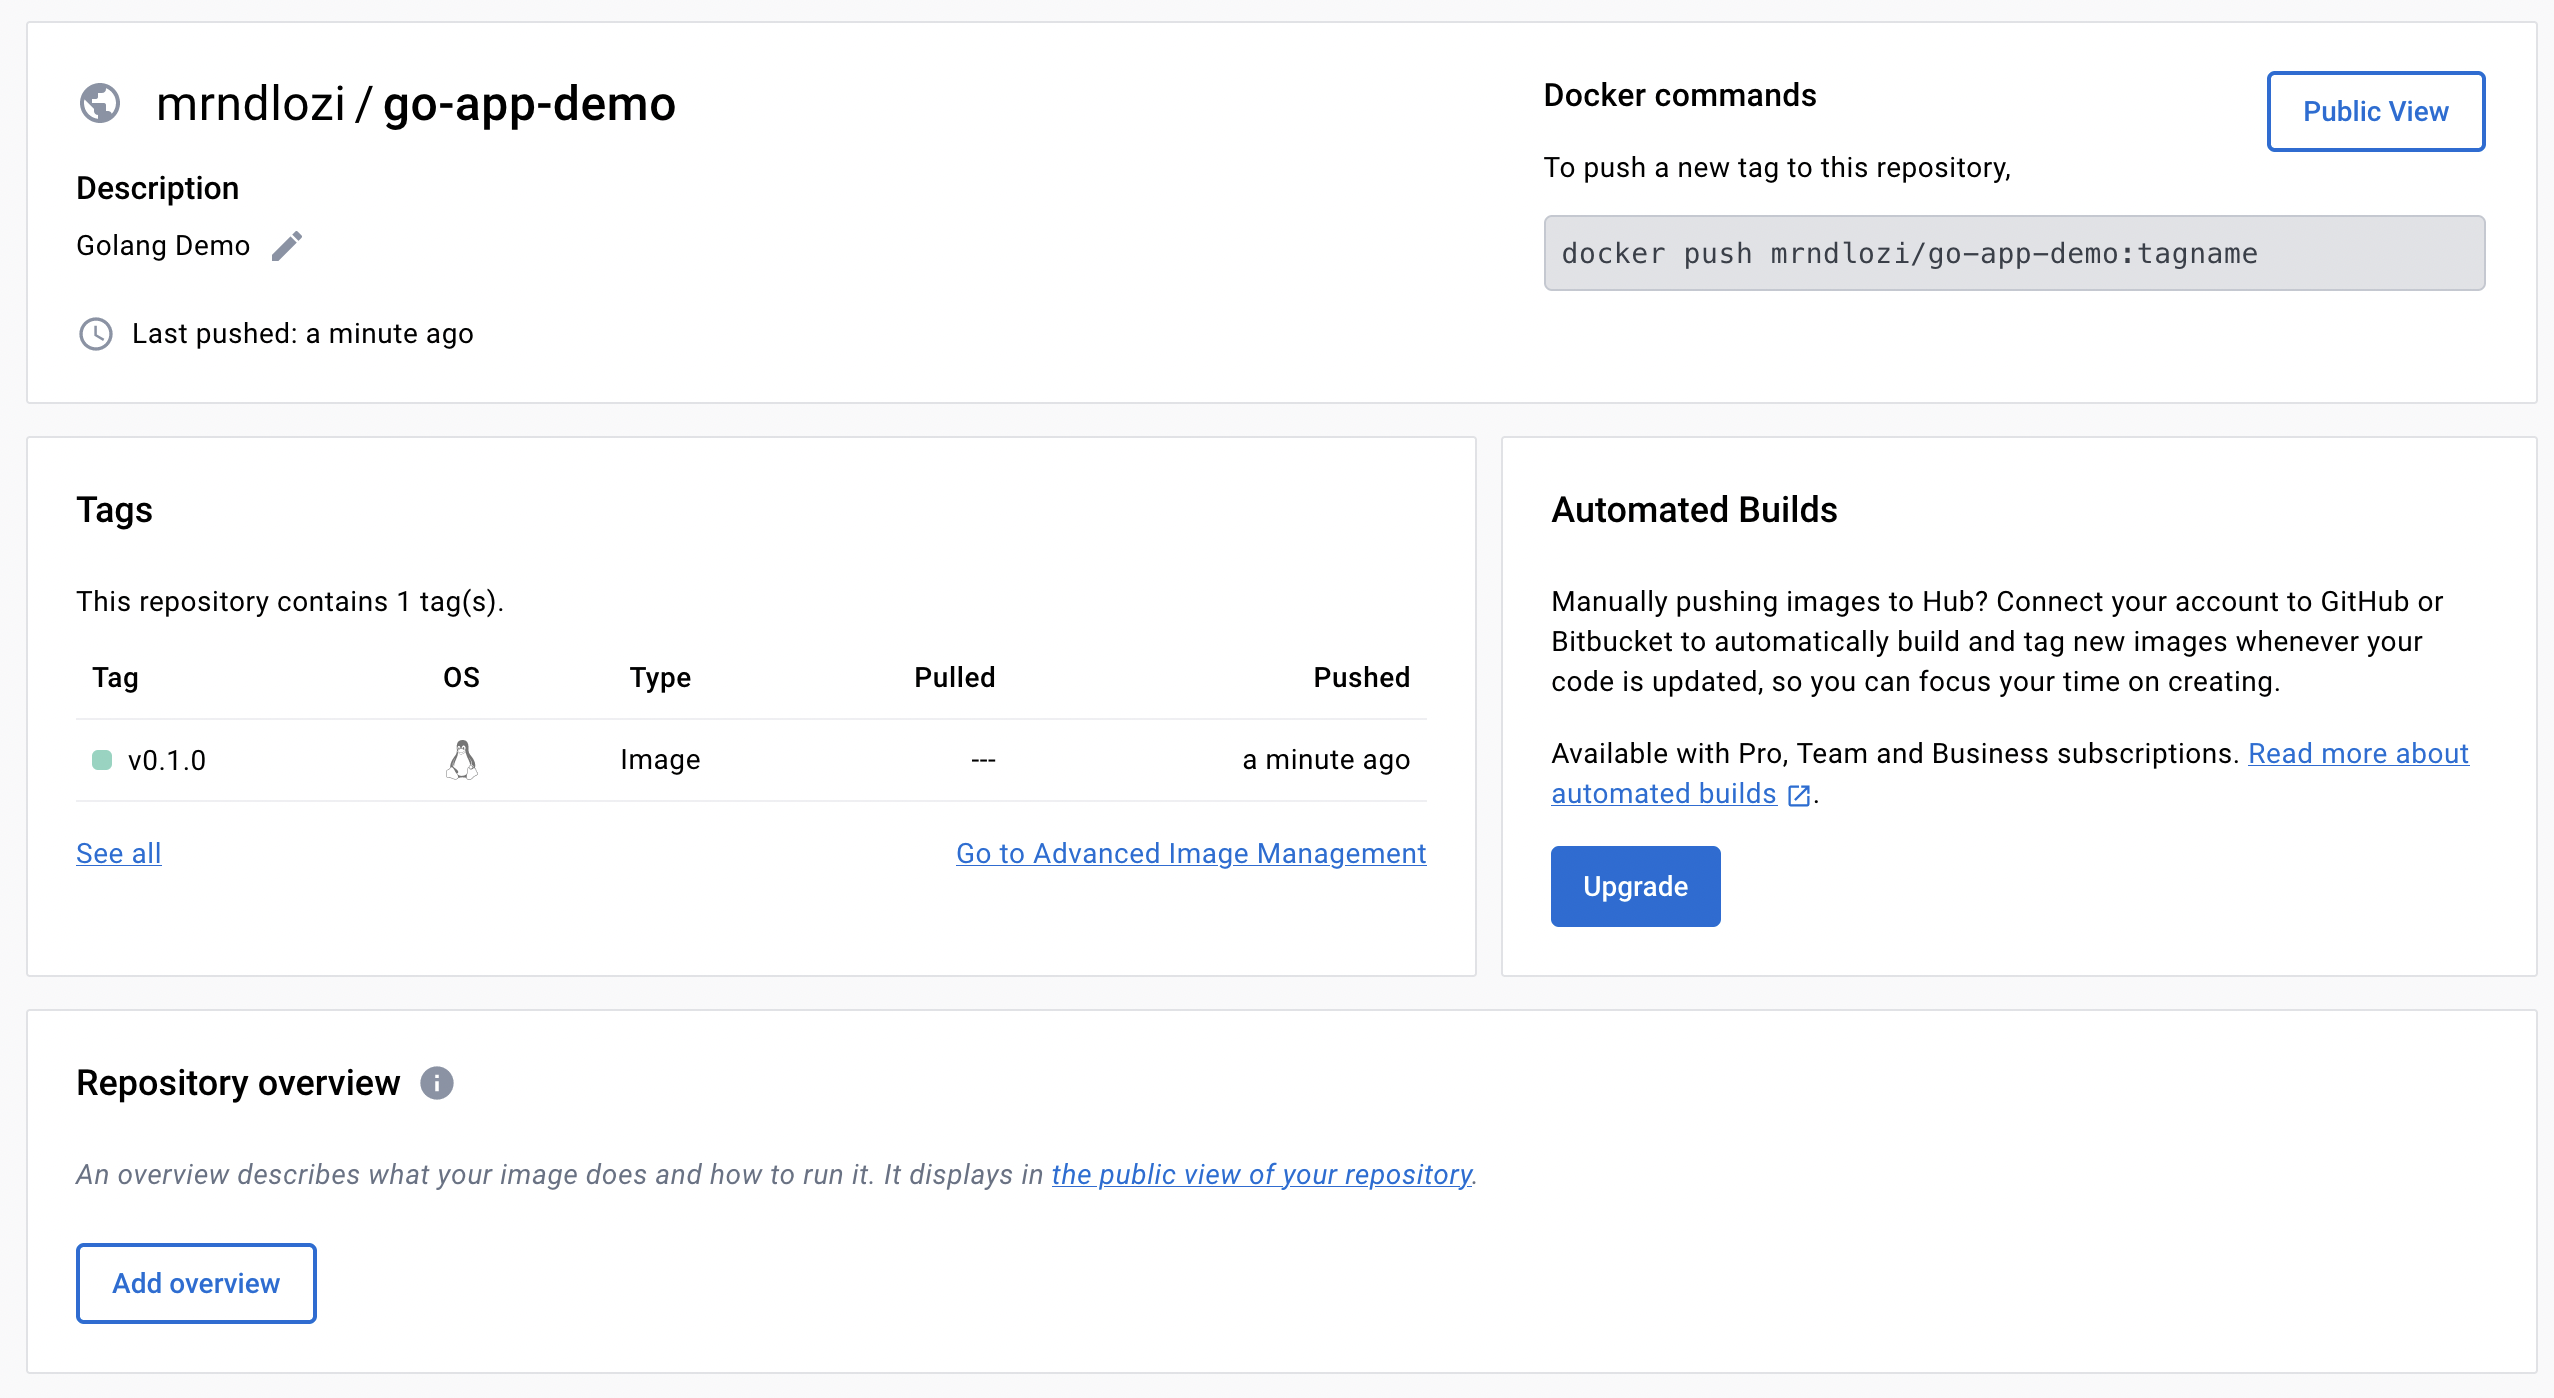 mrndlozi / go-app-demo
Description
Golang Demo
Last pushed: a minute ago
Docker commands
Public View
To push a new tag to this repository,
docker push mrndlozi/go-app-demo:tagname
Tags
This repository contains 1 tag(s).
Tag OS Type Pulled Pushed
v0.1.0 Image --- a minute ago
See all Go to Advanced Image Management
Automated Builds
Manually pushing images to Hub? Connect your account to GitHub or
Bitbucket to automatically build and tag new images whenever your
code is updated, so you can focus your time on creating.
Available with Pro, Team and Business subscriptions. Read more about
automated builds.
Upgrade
Repository overview
An overview describes what your image does and how to run it. It displays in the public view of your repository.
Add overview